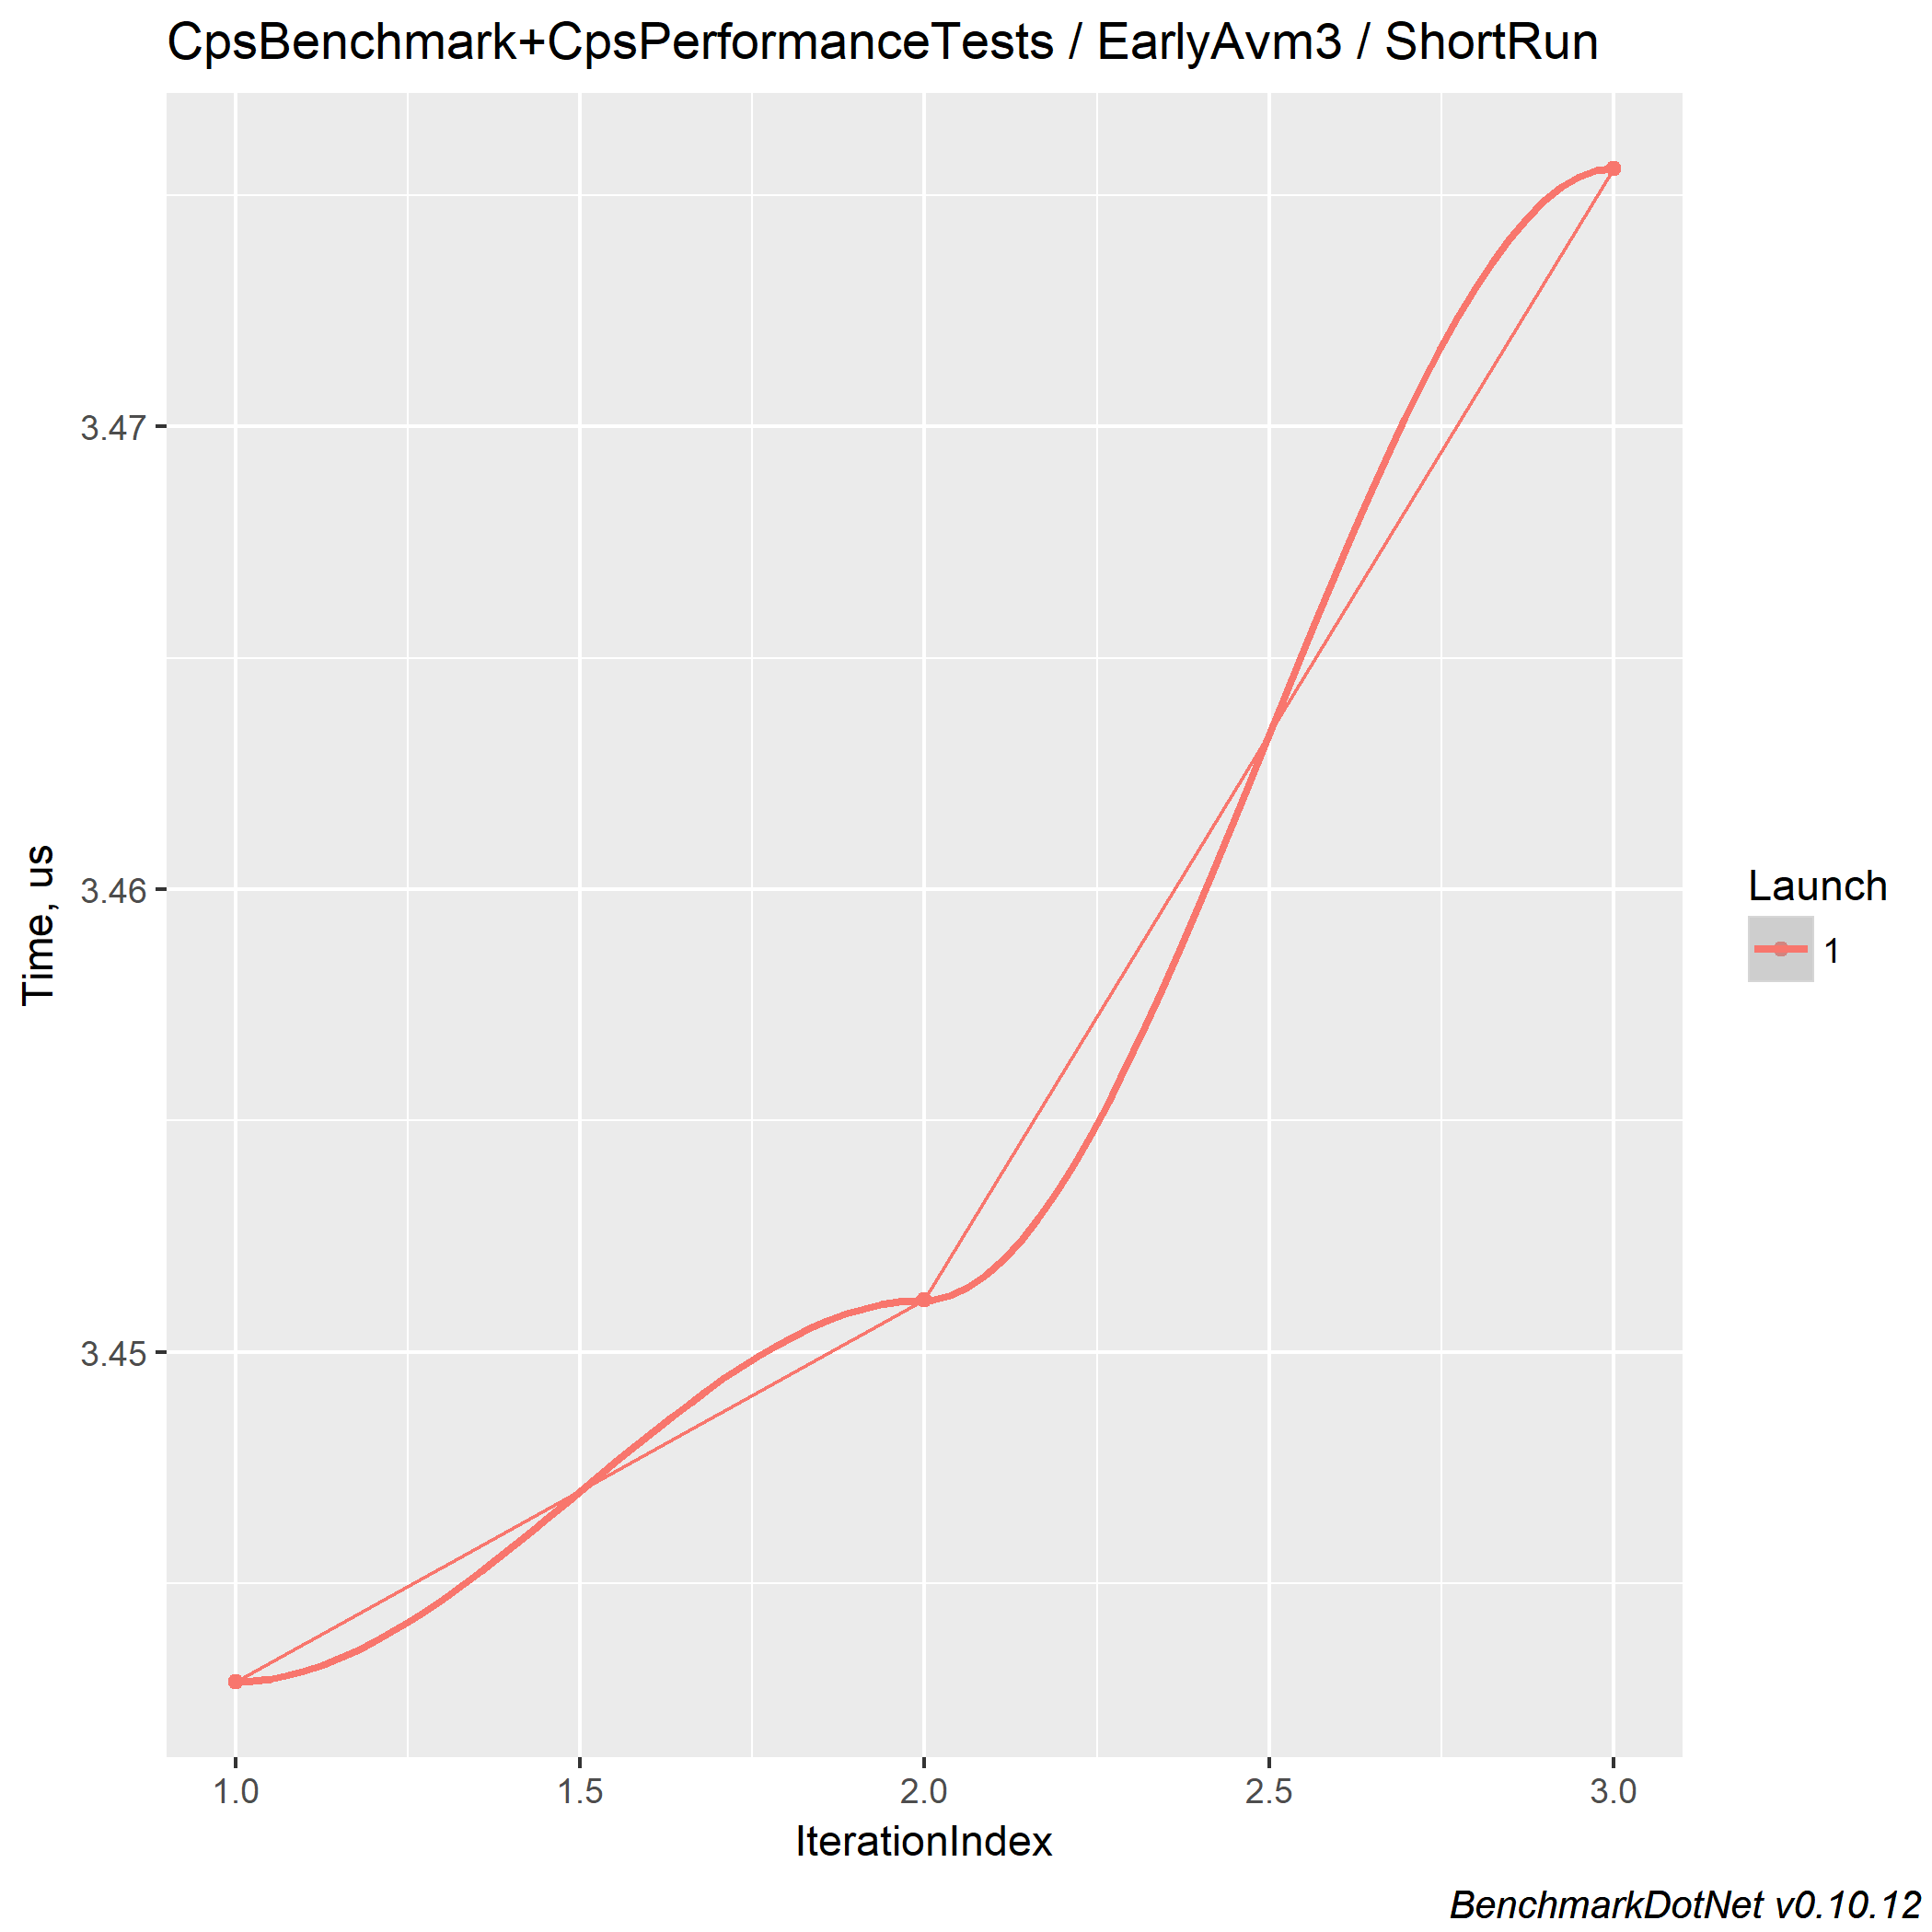 CpsBenchmark+CpsPerformanceTests / EarlyAvm3 / ShortRun
3.47
3.46
3.45
Time, us
1.0 1.5 2.0 2.5 3.0
IterationIndex
Launch
1
BenchmarkDotNet v0.10.12